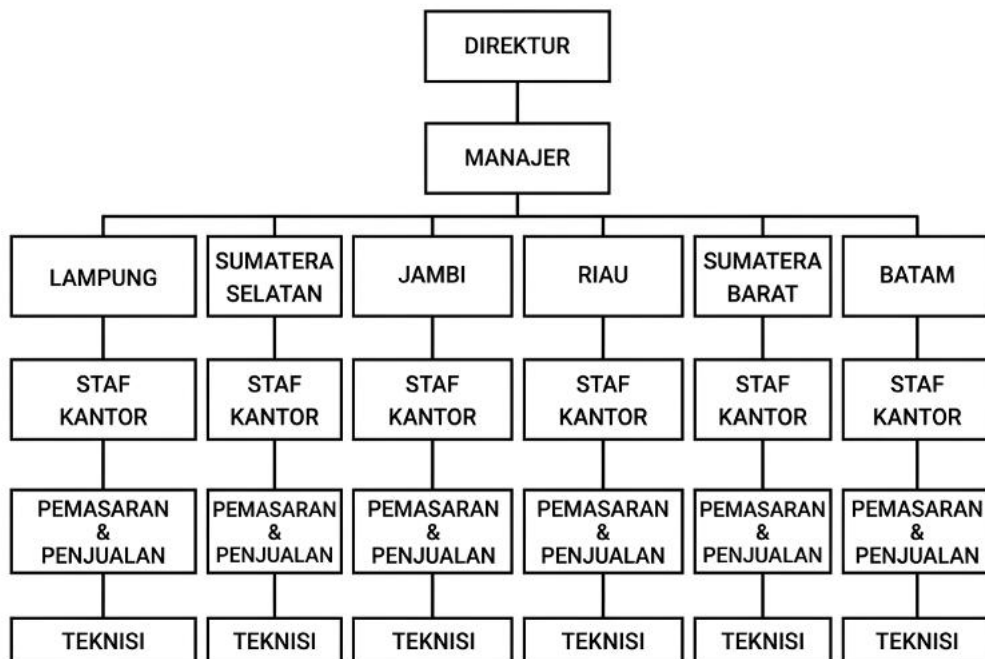 DIREKTUR
MANAJER
LAMPUNG
SUMATERA
SELATAN
JAMBI
RIAU
SUMATERA
BARAT
BATAM
STAF
KANTOR
STAF
KANTOR
STAF
KANTOR
STAF
KANTOR
STAF
KANTOR
STAF
KANTOR
PEMASARAN
&
PENJUALAN
PEMASARAN
&
PENJUALAN
PEMASARAN
&
PENJUALAN
PEMASARAN
&
PENJUALAN
PEMASARAN
&
PENJUALAN
PEMASARAN
&
PENJUALAN
TEKNISI
TEKNISI
TEKNISI
TEKNISI
TEKNISI
TEKNISI